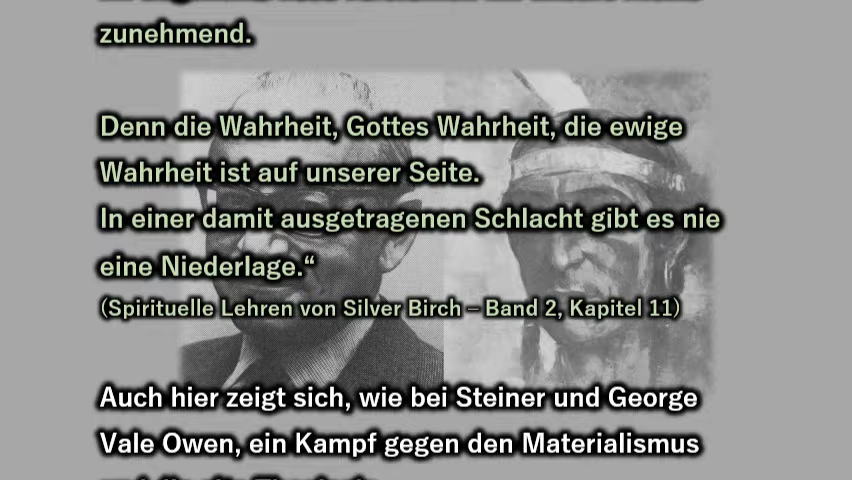 zunehmend.
Denn die Wahrheit, Gottes Wahrheit, die ewige
Wahrheit ist auf unserer Seite.
In einer damit ausgetragenen Schlacht gibt es nie
eine Niederlage.“
(Spirituelle Lehren von Silver Birch – Band 2, Kapitel 11)
Auch hier zeigt sich, wie bei Steiner und George
Vale Owen, ein Kampf gegen den Materialismus